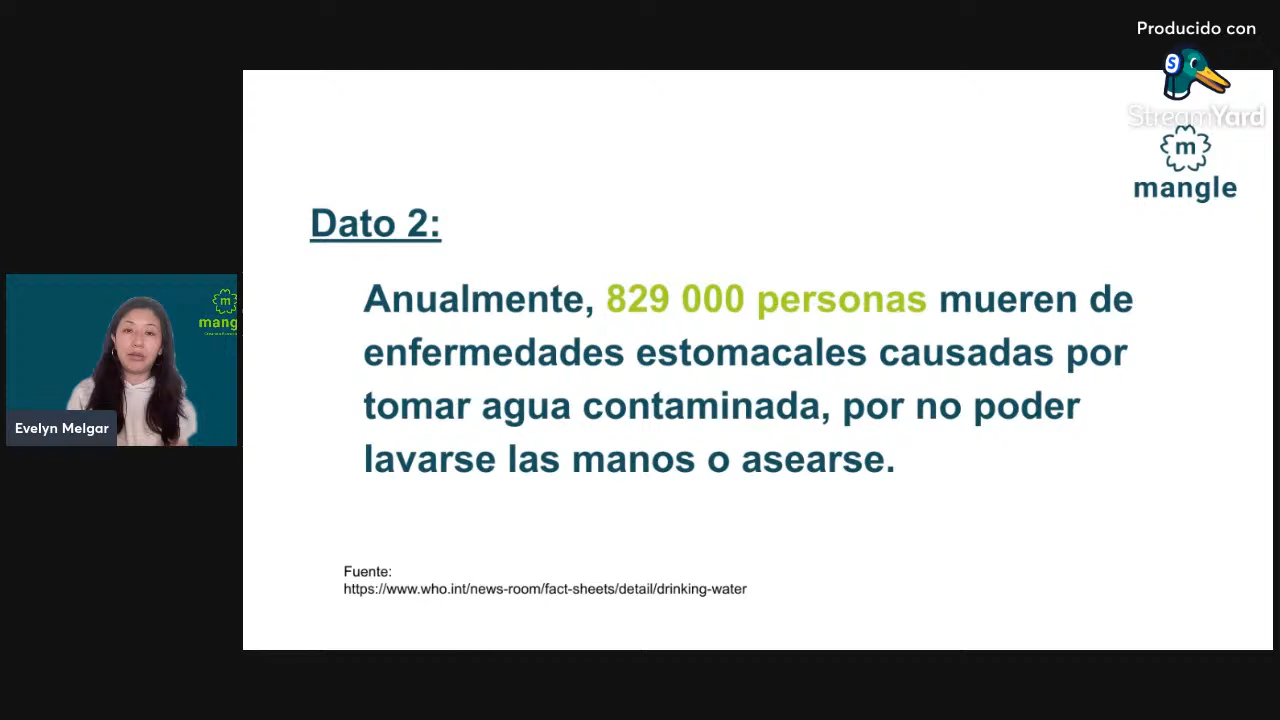 Producido con
StreamYard
m
mangle
Dato 2:
Anualmente, 829 000 personas mueren de
enfermedades estomacales causadas por
tomar agua contaminada, por no poder
lavarse las manos o asearse.
Fuente:
https://www.who.int/news-room/fact-sheets/detail/drinking-water
m
mang
Evelyn Melgar